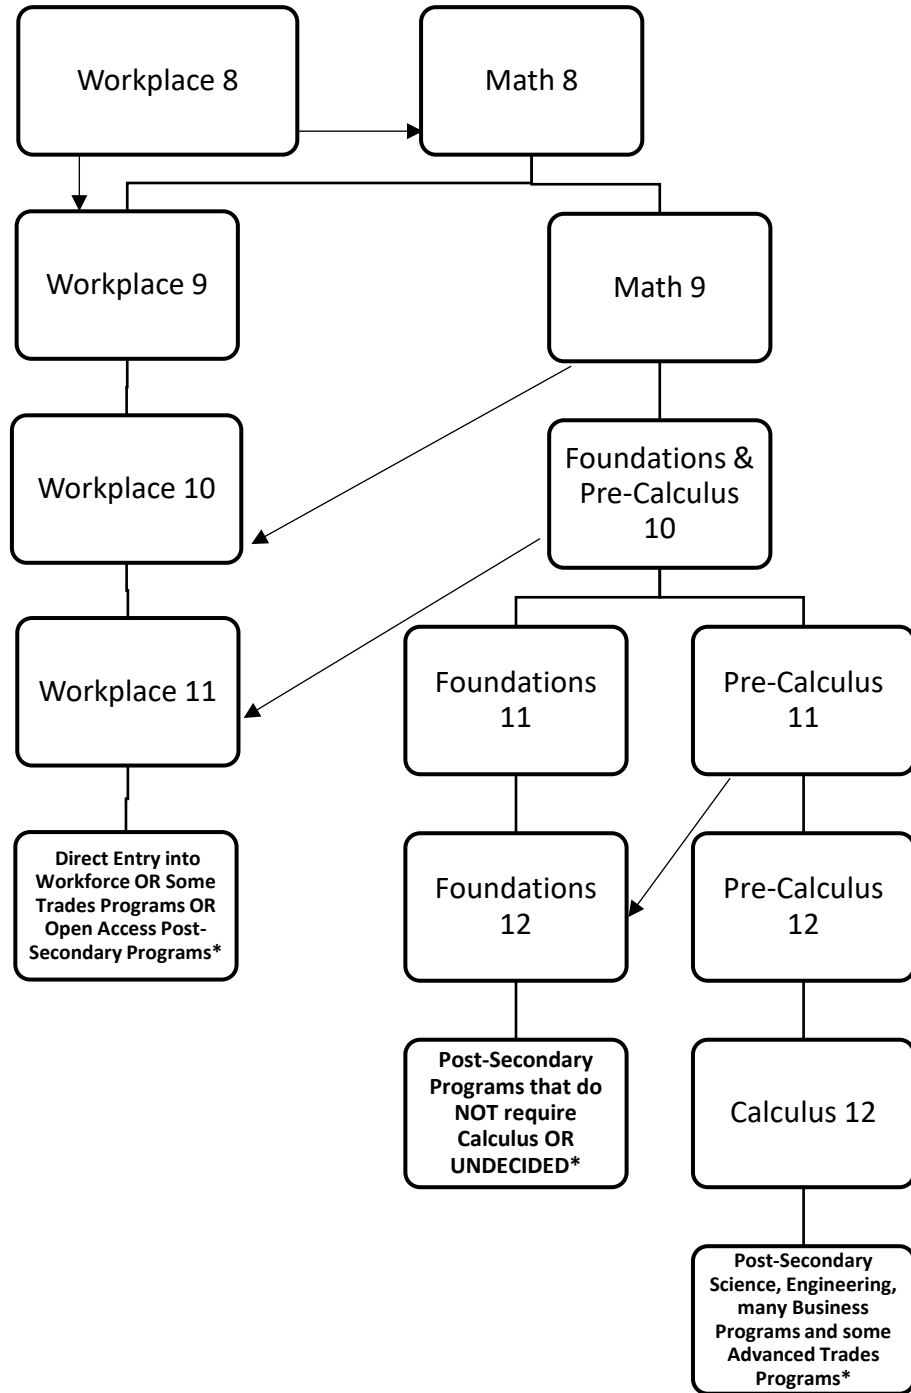 Workplace 8
Math 8
Workplace 9
Math 9
Workplace 10
Foundations &
Pre-Calculus
10
Workplace 11
Foundations
11
Pre-Calculus
11
Direct Entry into
Workforce OR Some
Trades Programs OR
Open Access Post-
Secondary Programs*
Foundations
12
Pre-Calculus
12
Post-Secondary
Programs that do
NOT require
Calculus OR
UNDECIDED*
Calculus 12
Post-Secondary
Science, Engineering,
many Business
Programs and some
Advanced Trades
Programs*